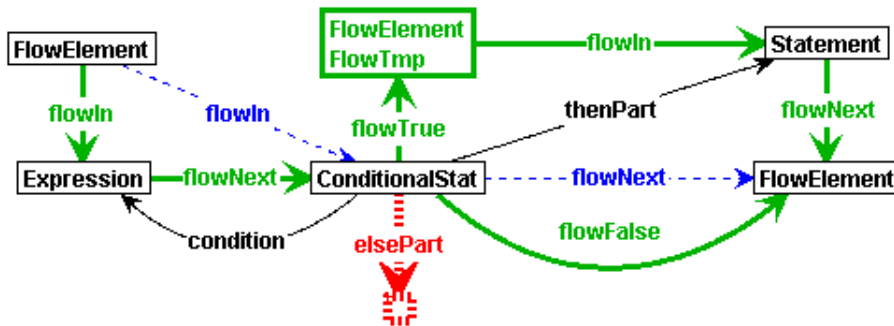 FlowElement
FlowElement
FlowTmp
flowIn
Statement
flowIn
flowIn
thenPart
flowNext
flowTrue
Expression
flowNext
ConditionalStat
flowNext
FlowElement
condition
elsePart
flowFalse